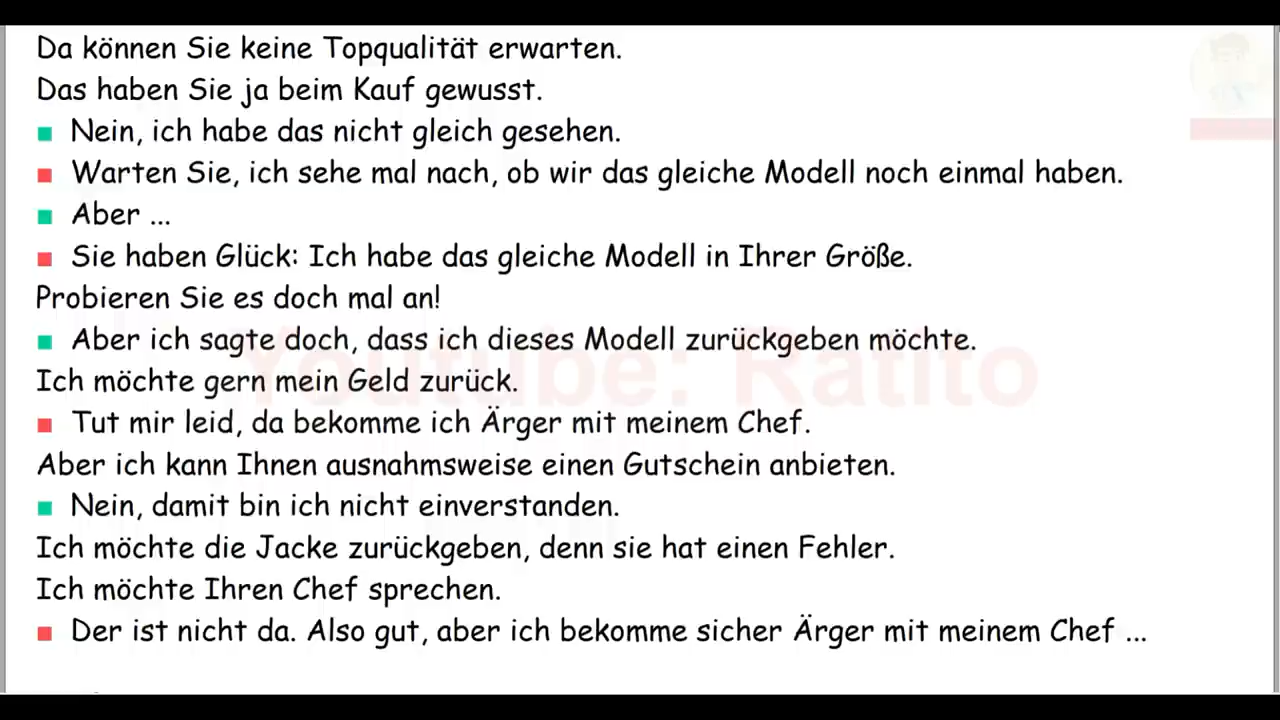 Da können Sie keine Topqualität erwarten.
Das haben Sie ja beim Kauf gewusst.
Nein, ich habe das nicht gleich gesehen.
Warten Sie, ich sehe mal nach, ob wir das gleiche Modell noch einmal haben.
Aber ...
Sie haben Glück: Ich habe das gleiche Modell in Ihrer Größe.
Probieren Sie es doch mal an!
Aber ich sagte doch, dass ich dieses Modell zurückgeben möchte.
Youtube: Ratito
Ich möchte gern mein Geld zurück.
Tut mir leid, da bekomme ich Ärger mit meinem Chef.
Aber ich kann Ihnen ausnahmsweise einen Gutschein anbieten.
Nein, damit bin ich nicht einverstanden.
Ich möchte die Jacke zurückgeben, denn sie hat einen Fehler.
Ich möchte Ihren Chef sprechen.
Der ist nicht da. Also gut, aber ich bekomme sicher Ärger mit meinem Chef ...